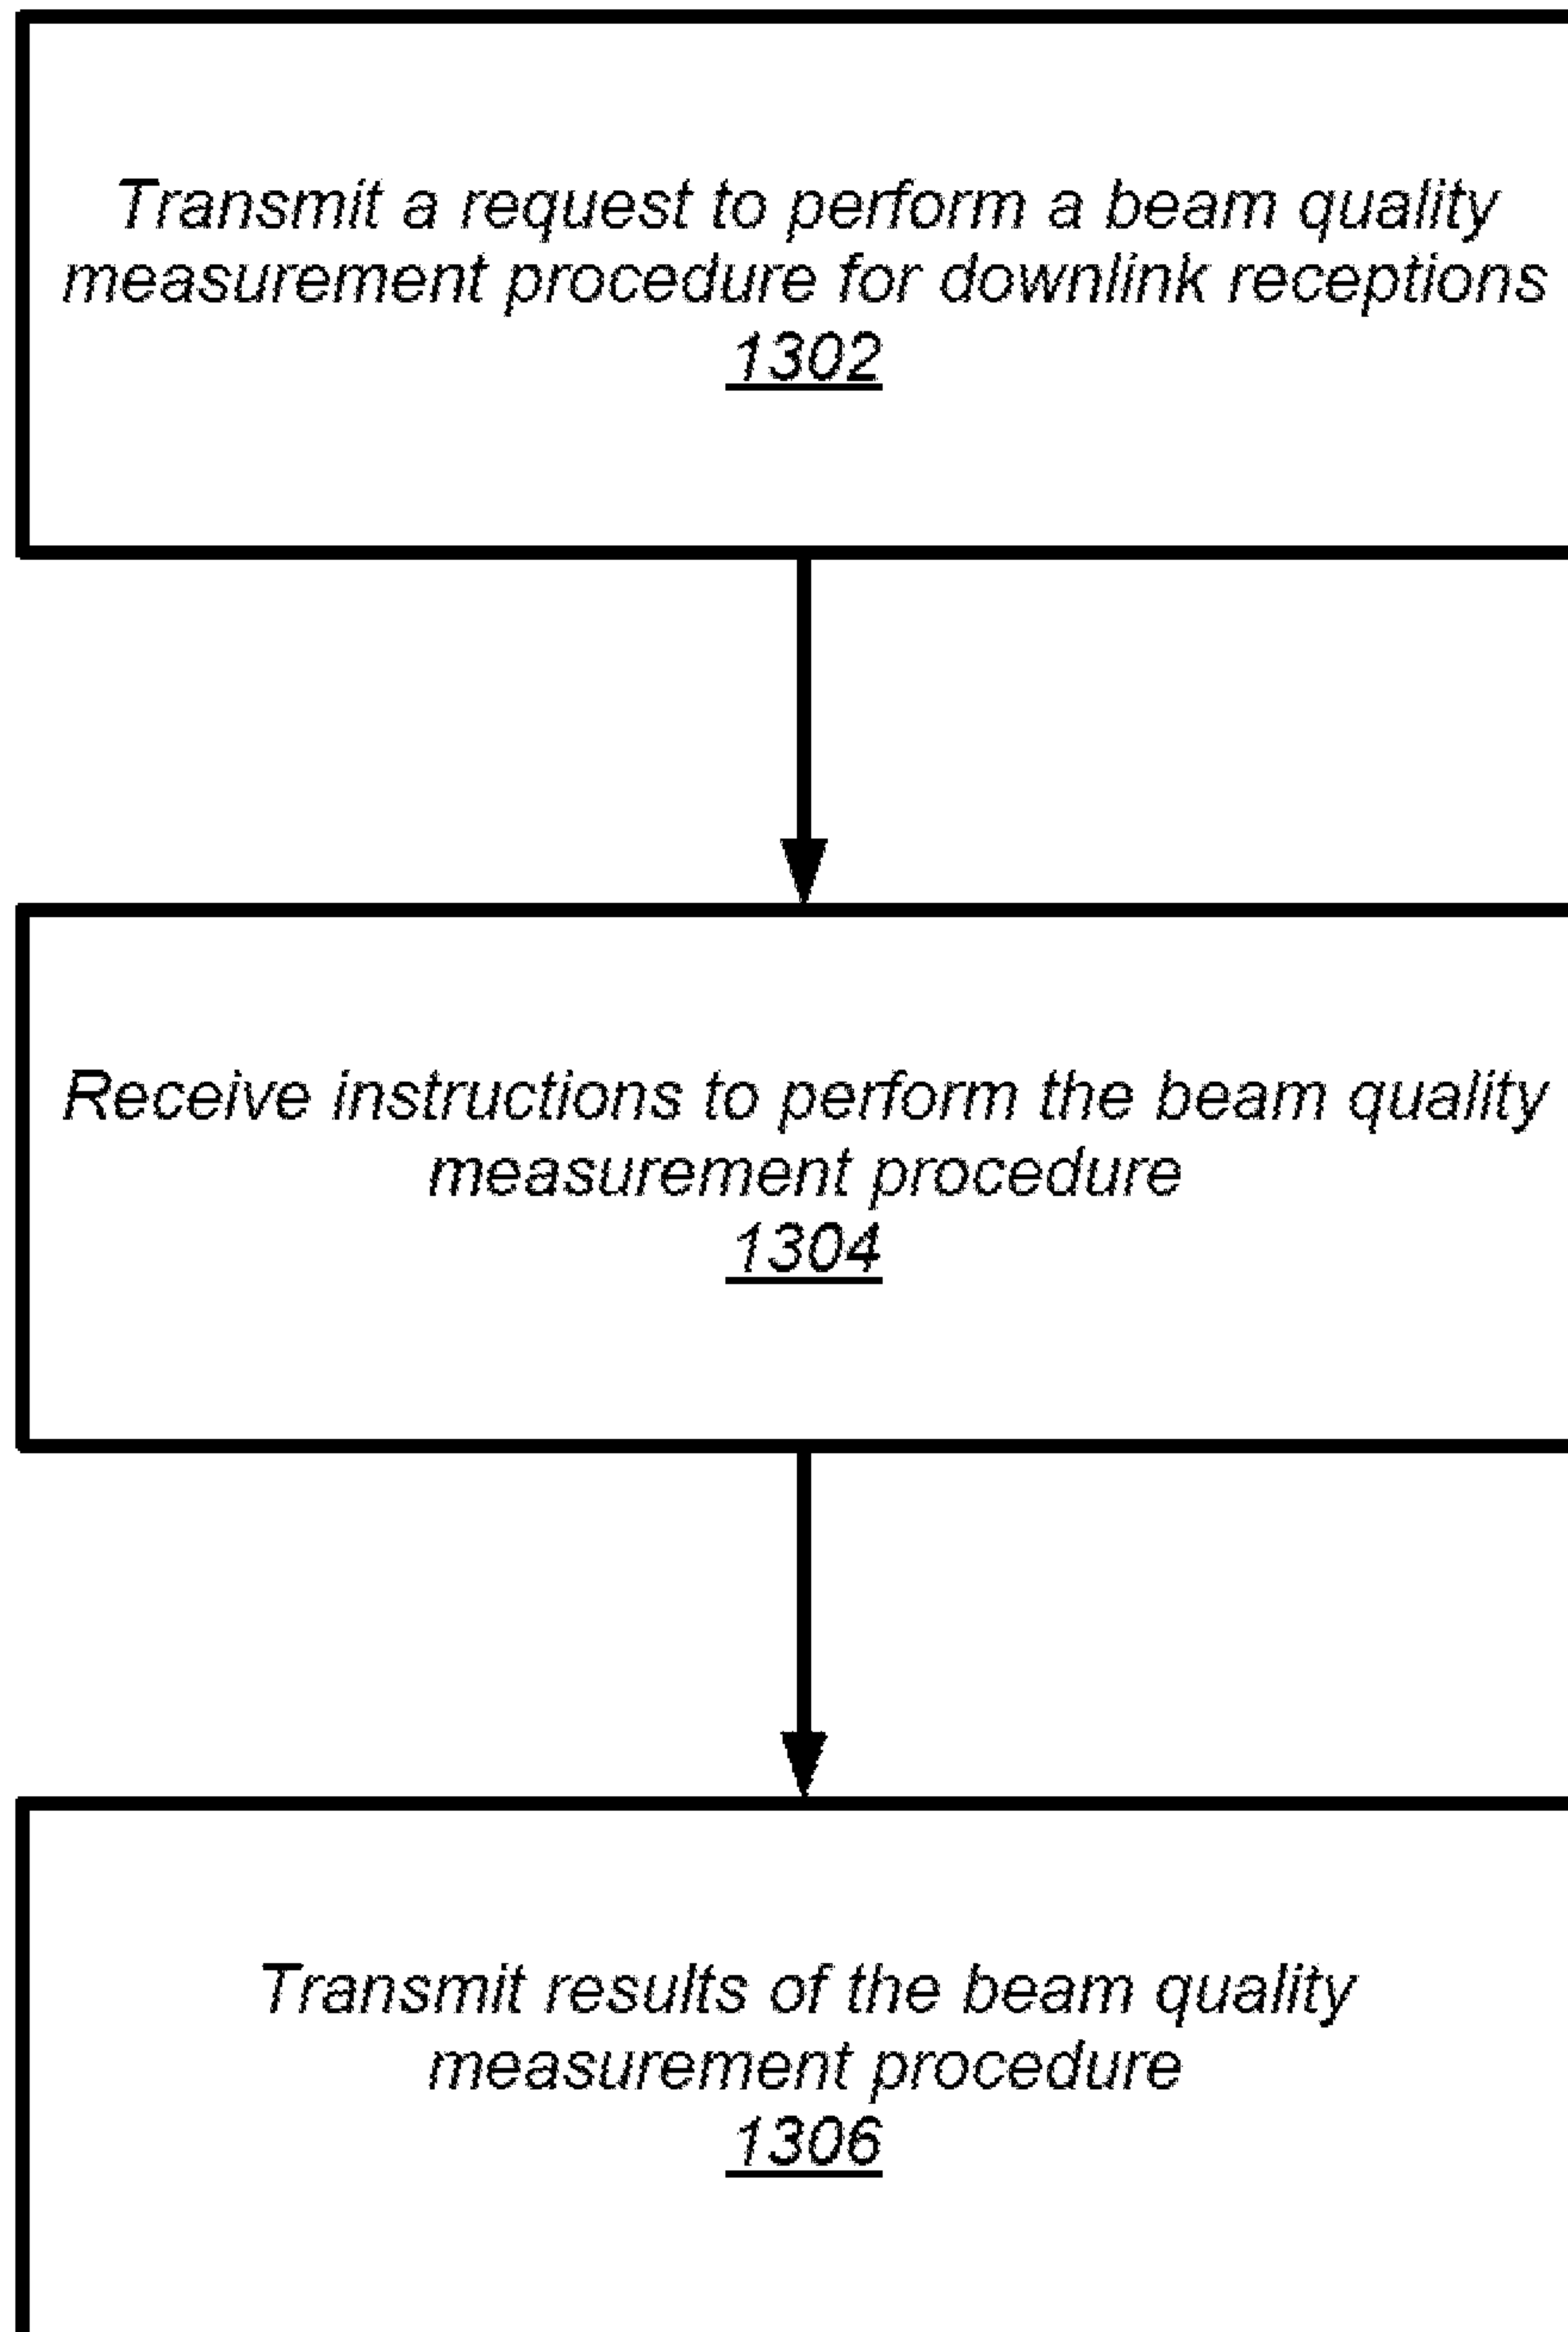 Transmit a request to perform a beam quality
measurement procedure for downlink receptions
1302
Receive instructions to perform the beam quality
measurement procedure
1304
Transmit results of the beam quality
measurement procedure
1306